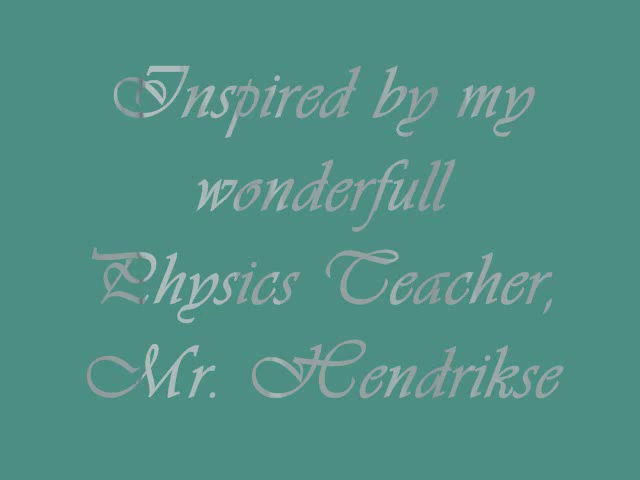 Inspired by my
wonderfull
Physics Teacher,
Mr. Hendrikse